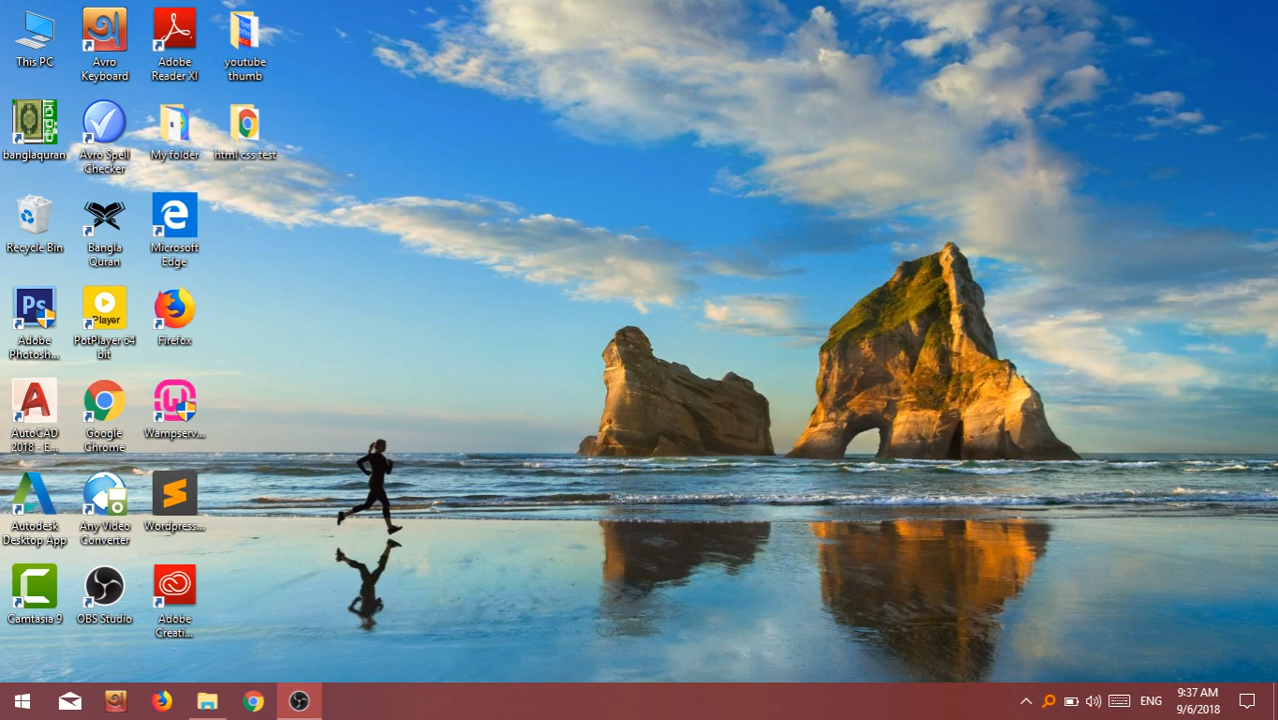 This PC
Avro
Keyboard
Adobe
Reader XI
youtube
thumb
banglaquran
Avro Spell
Checker
My folder
html css test
Recycle Bin
Bangla
Quran
Microsoft
Edge
Ps
Adobe
Photosh...
Player
PotPlayer 64
bit
Firefox
AutoCAD
2018 - E...
Google
Chrome
Wampserv...
Autodesk
Desktop App
Any Video
Converter
Wordpress...
Camtasia 9
OBS Studio
Adobe
Creati...
ENG
9:37 AM
9/6/2018